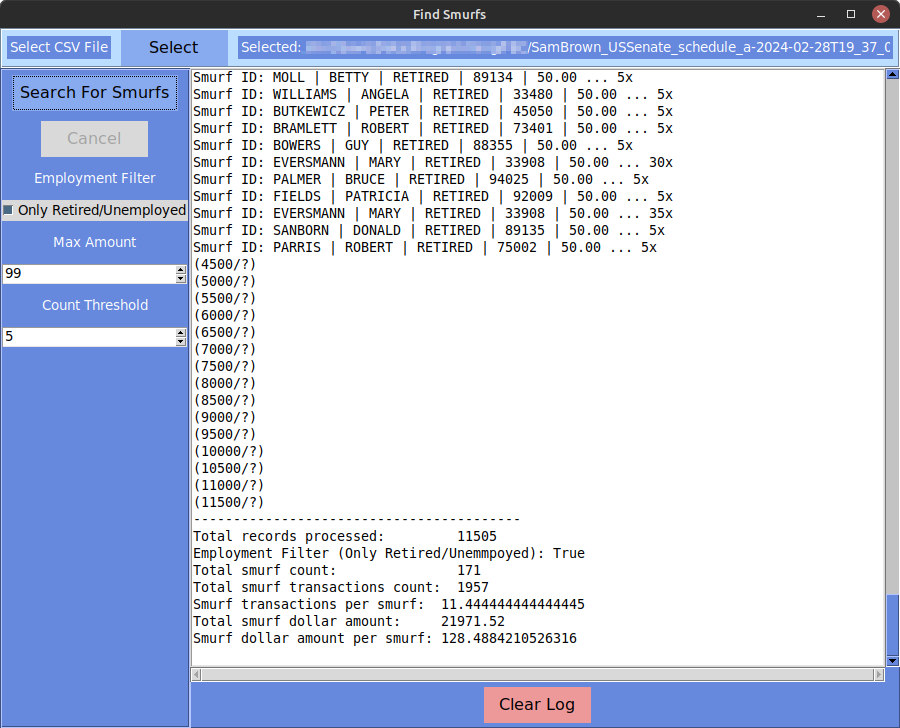 Find Smurfs
Select CSV File
Select
Selected: /SamBrown_USSenate_schedule_a-2024-02-28T19_37_0
Search For Smurfs
Cancel
Employment Filter
Only Retired/Unemployed
Max Amount
99
Count Threshold
5
Smurf ID: MOLL | BETTY | RETIRED | 89134 | 50.00 ... 5x
Smurf ID: WILLIAMS | ANGELA | RETIRED | 33480 | 50.00 ... 5x
Smurf ID: BUTKEWICZ | PETER | RETIRED | 45050 | 50.00 ... 5x
Smurf ID: BRAMLETT | ROBERT | RETIRED | 73401 | 50.00 ... 5x
Smurf ID: BOWERS | GUY | RETIRED | 88355 | 50.00 ... 5x
Smurf ID: EVERSMANN | MARY | RETIRED | 33908 | 50.00 ... 30x
Smurf ID: PALMER | BRUCE | RETIRED | 94025 | 50.00 ... 5x
Smurf ID: FIELDS | PATRICIA | RETIRED | 92009 | 50.00 ... 5x
Smurf ID: EVERSMANN | MARY | RETIRED | 33908 | 50.00 ... 35x
Smurf ID: SANBORN | DONALD | RETIRED | 89135 | 50.00 ... 5x
Smurf ID: PARRIS | ROBERT | RETIRED | 75002 | 50.00 ... 5x
(4500/?)
(5000/?)
(5500/?)
(6000/?)
(6500/?)
(7000/?)
(7500/?)
(8000/?)
(8500/?)
(9000/?)
(9500/?)
(10000/?)
(10500/?)
(11000/?)
(11500/?)
-----------------------------------------
Total records processed: 11505
Employment Filter (Only Retired/Unemmpoyed): True
Total smurf count: 171
Total smurf transactions count: 1957
Smurf transactions per smurf: 11.444444444444445
Total smurf dollar amount: 21971.52
Smurf dollar amount per smurf: 128.4884210526316
Clear Log